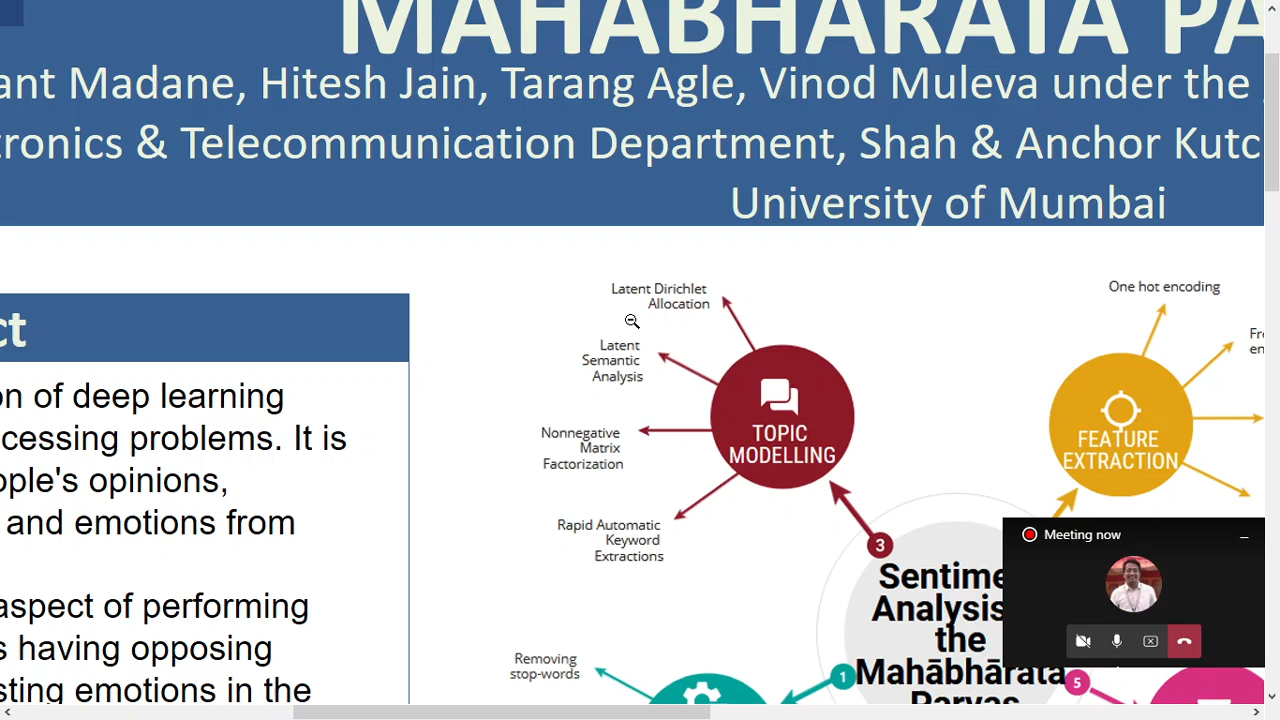 MAHABHARATA PA
ant Madane, Hitesh Jain, Tarang Agle, Vinod Muleva under the
tronics & Telecommunication Department, Shah & Anchor Kutc
University of Mumbai
ct
on of deep learning
cessing problems. It is
ople's opinions,
and emotions from
aspect of performing
s having opposing
sting emotions in the
Latent Dirichlet
Allocation
Latent
Semantic
Analysis
Nonnegative
Matrix
Factorization
Rapid Automatic
Keyword
Extractions
TOPIC
MODELLING
One hot encoding
Fre
en
FEATURE
EXTRACTION
3
Sentime
Analysis
the
Mahābhārata
Parvas
Removing
stop-words
1
5
Meeting now